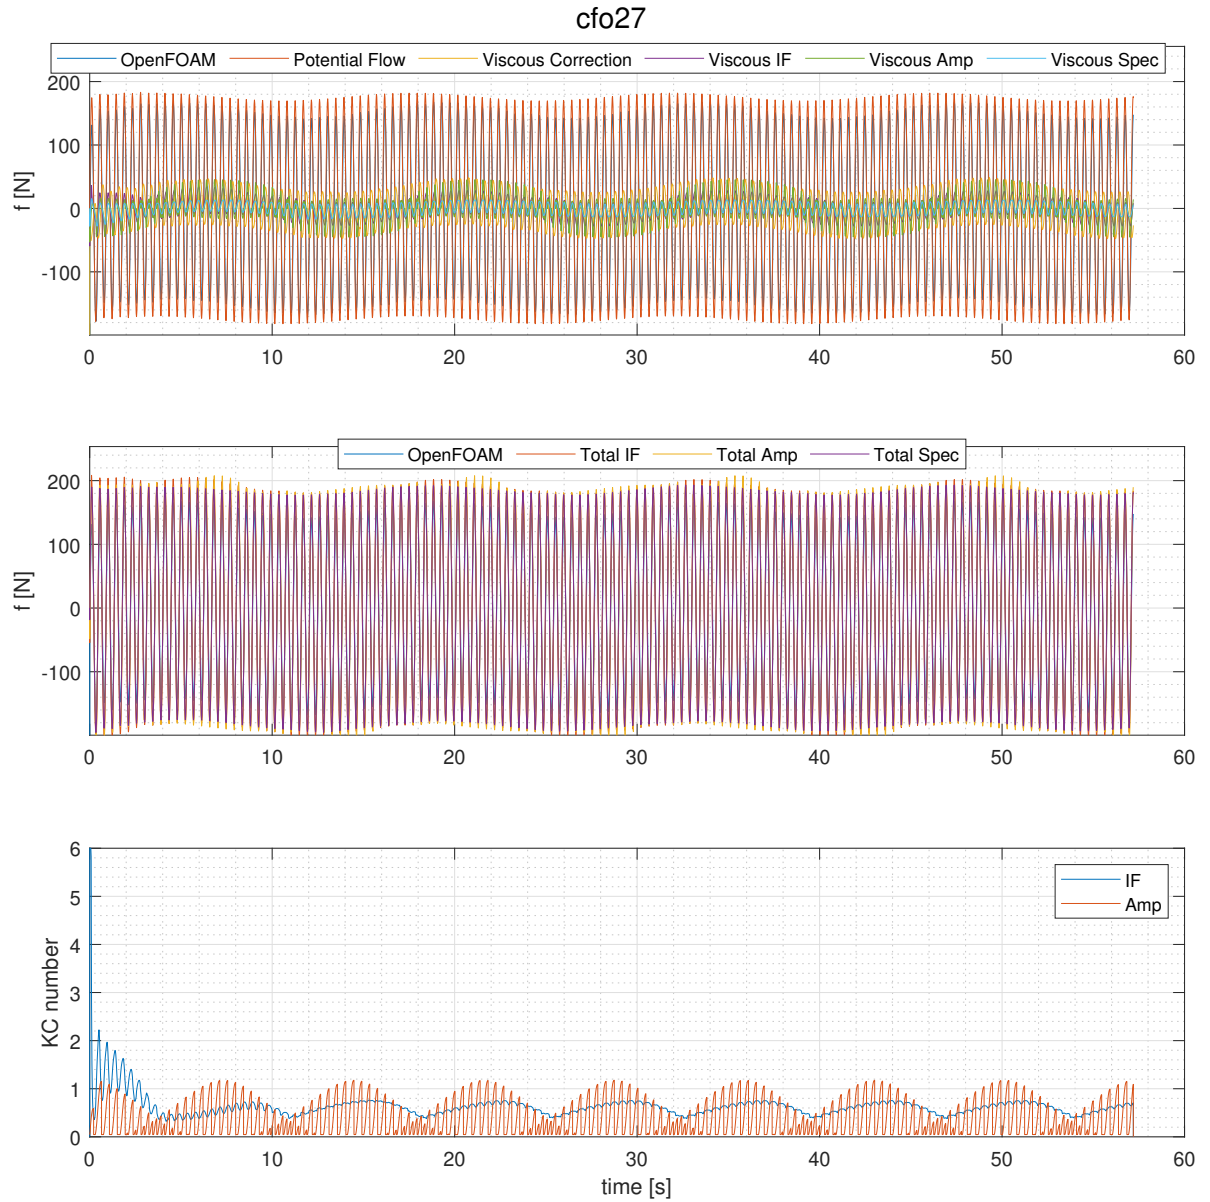 cfo27
OpenFOAM Potential Flow Viscous Correction Viscous IF Viscous Amp Viscous Spec
200
100
0
-100
f [N]
0 10 20 30 40 50 60
OpenFOAM Total IF Total Amp Total Spec
200
100
0
-100
f [N]
0 10 20 30 40 50 60
6
5
4
3
2
1
0
KC number
IF
Amp
0 10 20 30 40 50 60
time [s]